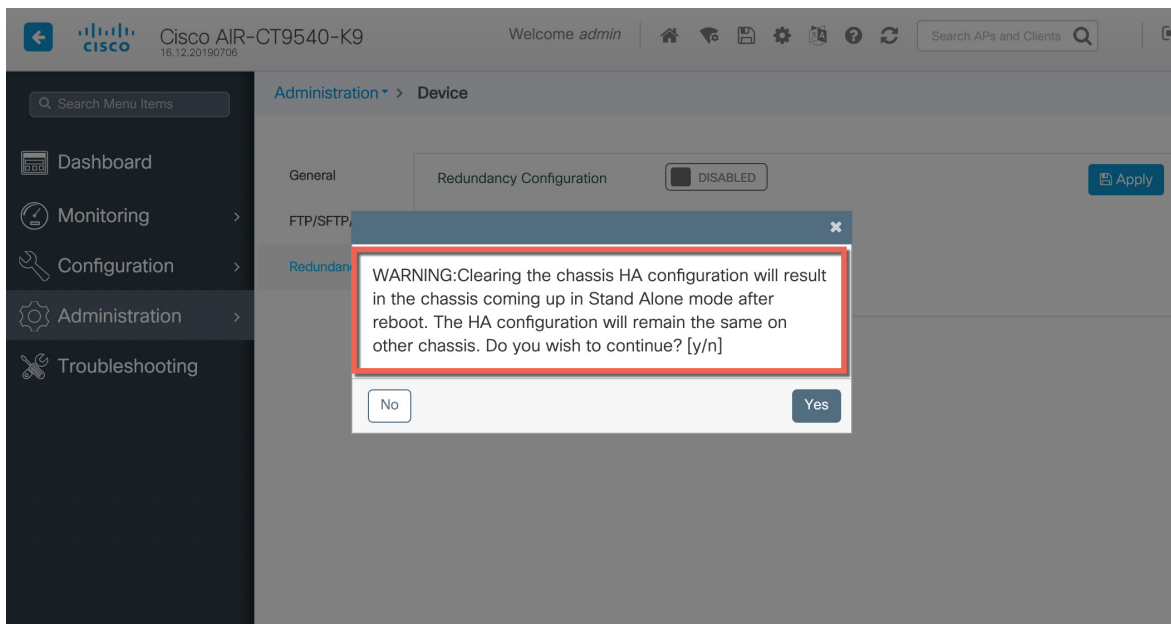 CISCO
Cisco AIR-CT9540-K9
16.12.20190706
Welcome admin
Search APs and Clients
Search Menu Items
Dashboard
Monitoring
Configuration
Administration
Troubleshooting
Administration > Device
General
FTP/SFTP/
Redundan
Redundancy Configuration
DISABLED
Apply
WARNING:Clearing the chassis HA configuration will result
in the chassis coming up in Stand Alone mode after
reboot. The HA configuration will remain the same on
other chassis. Do you wish to continue? [y/n]
No
Yes